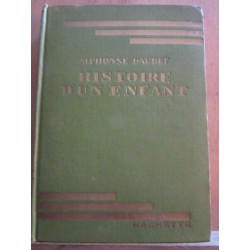 ALPHONSE DAUDET
HISTOIRE
D'UN ENFANT
HACHETTE